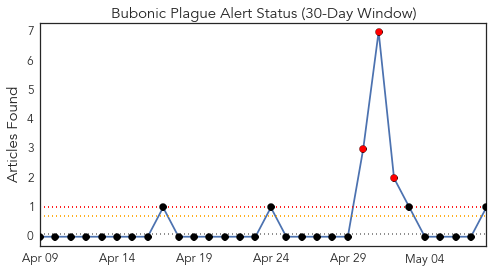 Bubonic Plague Alert Status (30-Day Window)
Articles Found
7
6
5
4
3
2
1
0
Apr 09 Apr 14 Apr 19 Apr 24 Apr 29 May 04